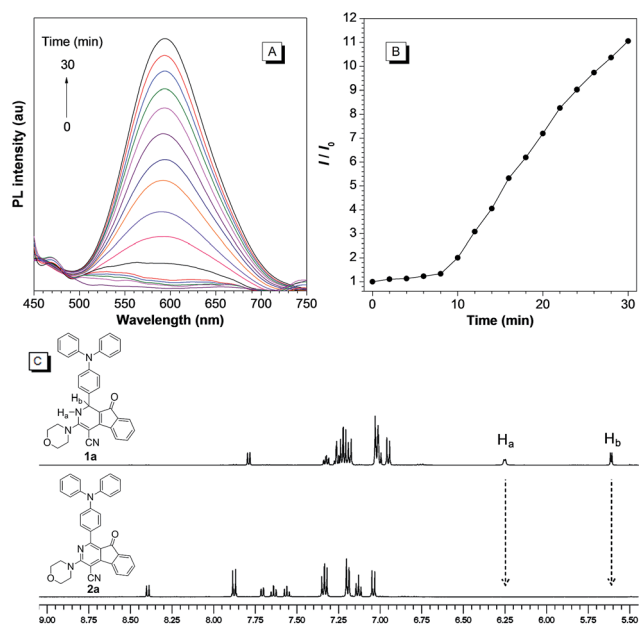 A
Time (min)
30
0
PL intensity (au)
450 500 550 600 650 700 750
Wavelength (nm)
B
12
11
10
9
8
7
6
5
4
3
2
1
I / I0
0 10 20 30
Time (min)
C
N
Hb
O
Ha
N
N
O
CN
1a
Ha
Hb
N
O
N
N
O
CN
2a
9.00 8.75 8.50 8.25 8.00 7.75 7.50 7.25 7.00 6.75 6.50 6.25 6.00 5.75 5.50